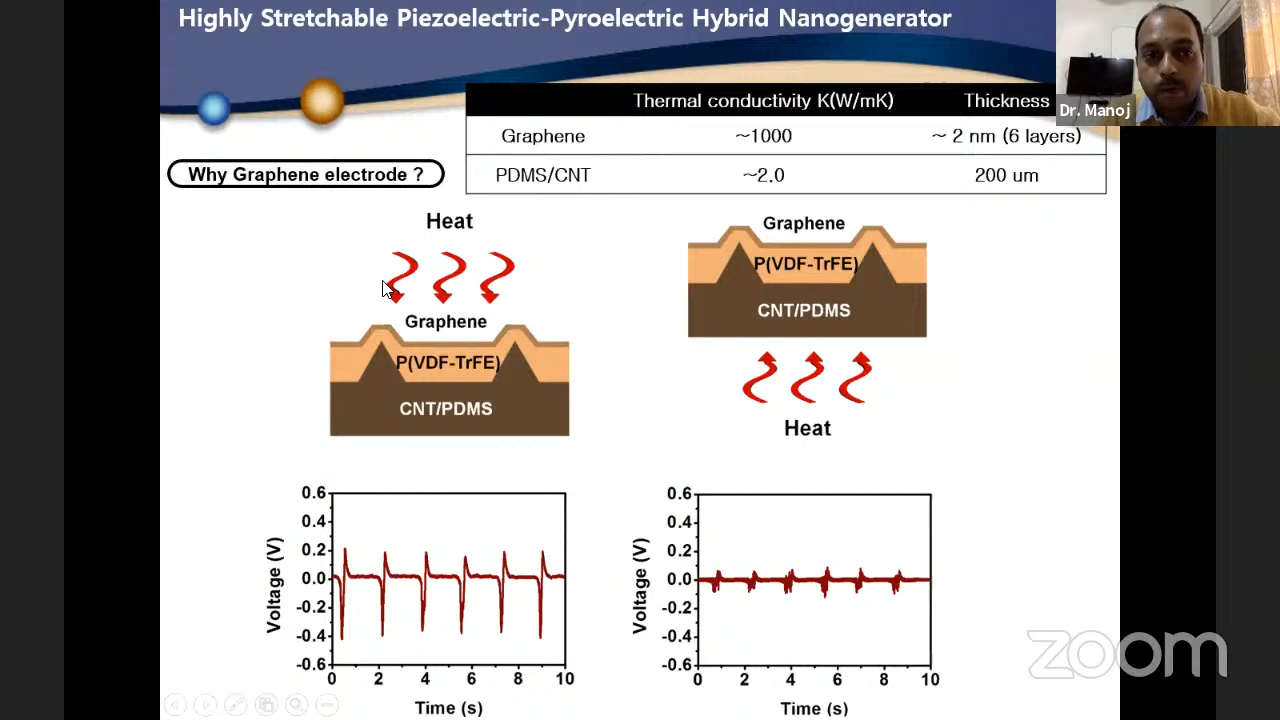 Highly Stretchable Piezoelectric-Pyroelectric Hybrid Nanogenerator
Dr. Manoj
Thermal conductivity K(W/mK) Thickness
Graphene ~1000 ~ 2 nm (6 layers)
PDMS/CNT ~2.0 200 um
Why Graphene electrode ?
Heat
Graphene
P(VDF-TrFE)
CNT/PDMS
Graphene
P(VDF-TrFE)
CNT/PDMS
Heat
0.6
0.4
0.2
0.0
-0.2
-0.4
-0.6
Voltage (V)
0 2 4 6 8 10
Time (s)
0.6
0.4
0.2
0.0
-0.2
-0.4
-0.6
Voltage (V)
0 2 4 6 8 10
Time (s)
zoom